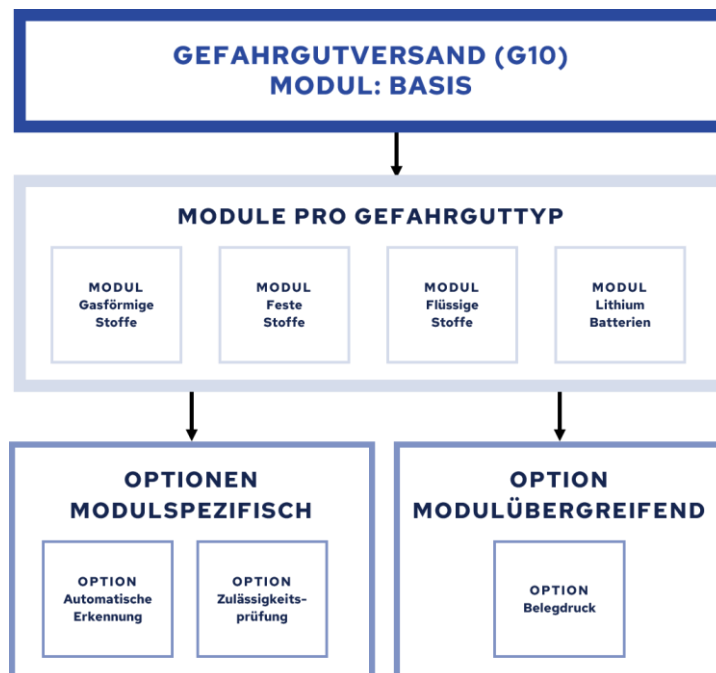 GEFAHRGUTVERSAND (G10)
MODUL: BASIS
MODULE PRO GEFAHRGUTTYP
MODUL
Gasförmige
Stoffe
MODUL
Feste
Stoffe
MODUL
Flüssige
Stoffe
MODUL
Lithium
Batterien
OPTIONEN
MODULSPEZIFISCH
OPTION
Automatische
Erkennung
OPTION
Zulässigkeits-
prüfung
OPTION
MODULÜBERGREIFEND
OPTION
Belegdruck